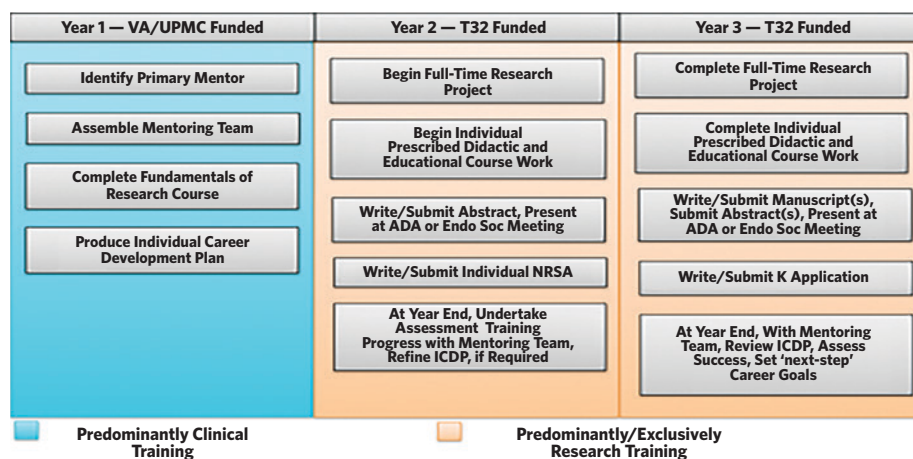 Year 1 — VA/UPMC Funded
Identify Primary Mentor
Assemble Mentoring Team
Complete Fundamentals of
Research Course
Produce Individual Career
Development Plan
Year 2 — T32 Funded
Begin Full-Time Research
Project
Begin Individual
Prescribed Didactic and
Educational Course Work
Write/Submit Abstract, Present
at ADA or Endo Soc Meeting
Write/Submit Individual NRSA
At Year End, Undertake
Assessment Training
Progress with Mentoring Team,
Refine ICDP, if Required
Year 3 — T32 Funded
Complete Full-Time Research
Project
Complete Individual
Prescribed Didactic and
Educational Course Work
Write/Submit Manuscript(s),
Submit Abstract(s), Present at
ADA or Endo Soc Meeting
Write/Submit K Application
At Year End, With Mentoring
Team, Review ICDP, Assess
Success, Set ‘next-step’
Career Goals
Predominantly Clinical
Training
Predominantly/Exclusively
Research Training